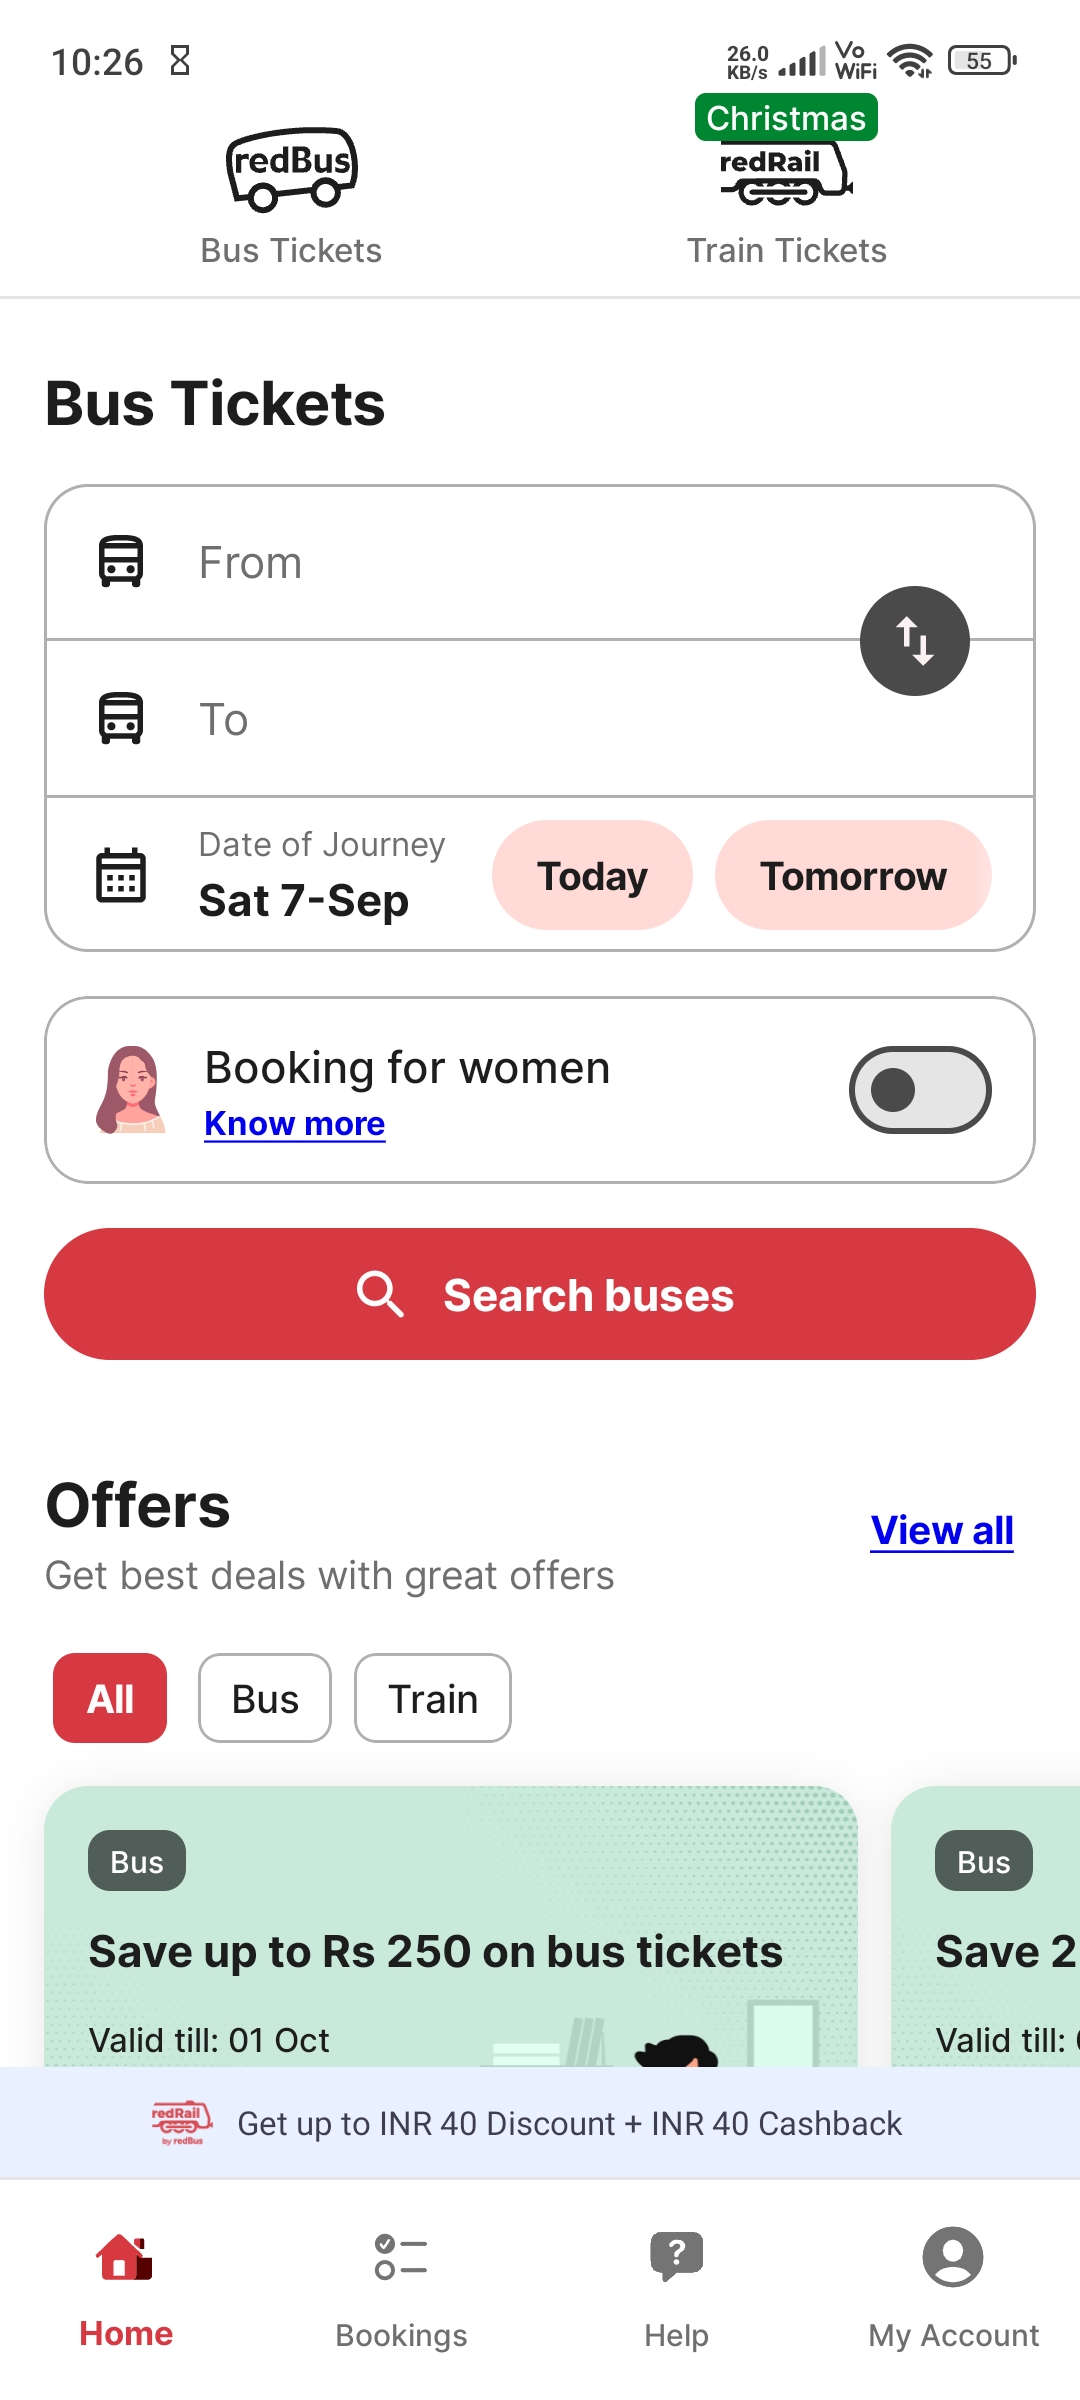 10:26
26.0
KB/s
Vo
WiFi
55
Christmas
redBus
redRail
Bus Tickets
Train Tickets
Bus Tickets
From
To
Date of Journey
Sat 7-Sep
Today
Tomorrow
Booking for women
Know more
Search buses
Offers
Get best deals with great offers
View all
All
Bus
Train
Bus
Save up to Rs 250 on bus tickets
Valid till: 01 Oct
Bus
Save 2
Valid till:
redRail
by redBus
Get up to INR 40 Discount + INR 40 Cashback
Home
Bookings
Help
My Account